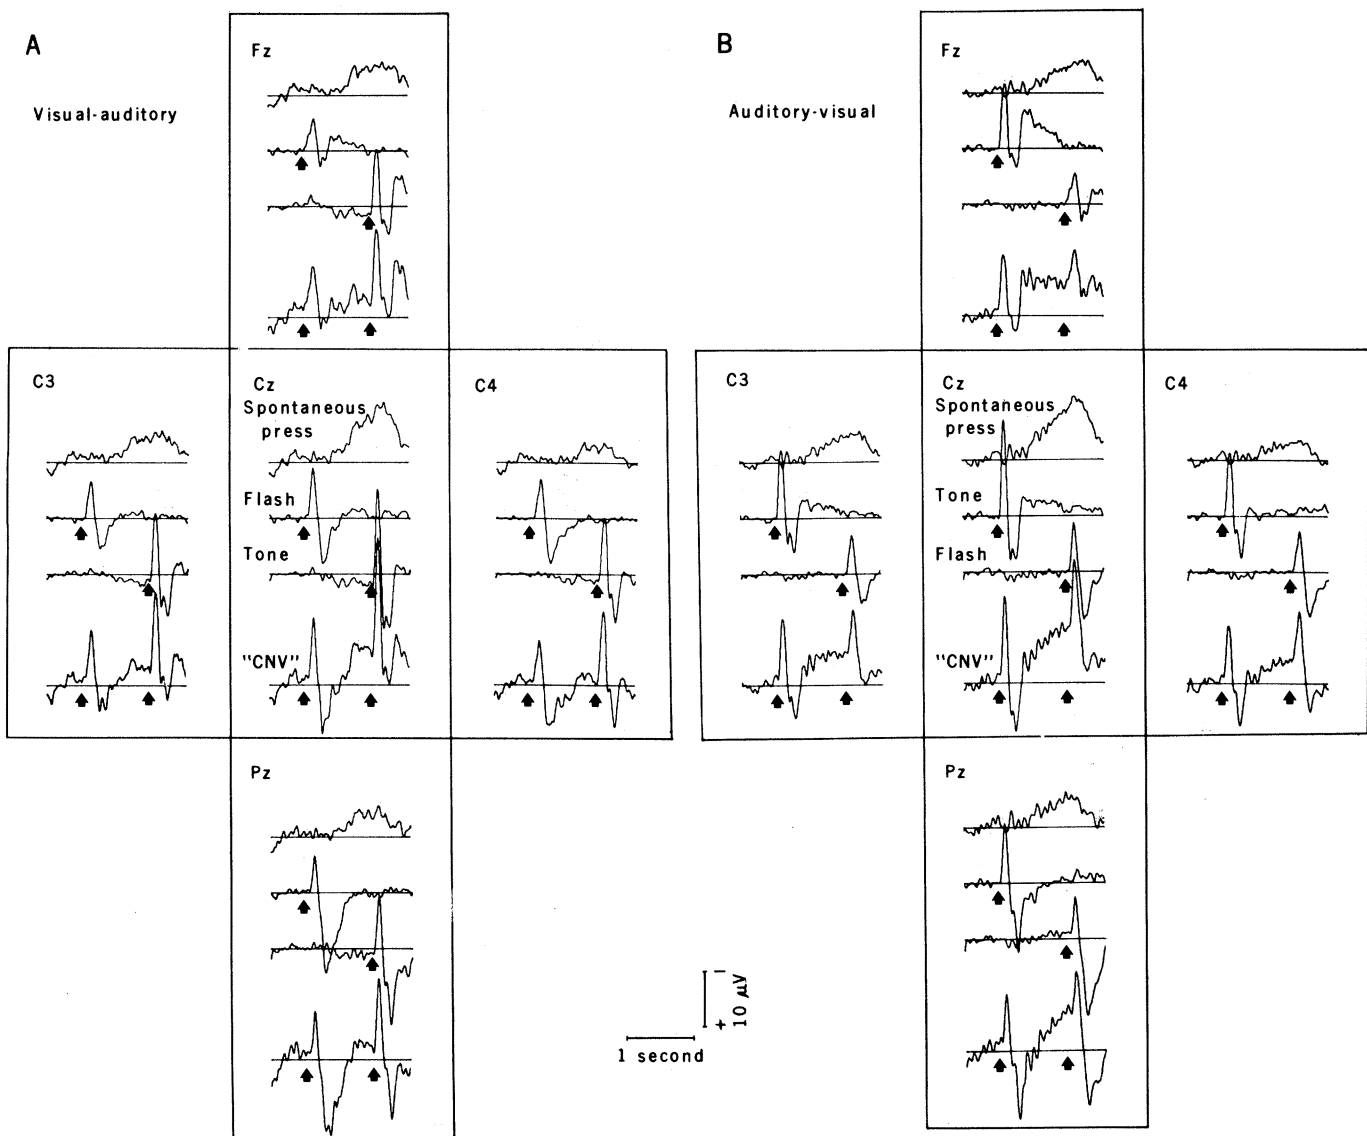 A
Visual-auditory
Fz
C3
Cz
Spontaneous
press
Flash
Tone
"CNV"
C4
Pz
B
Auditory-visual
Fz
C3
Cz
Spontaneous
press
Tone
Flash
"CNV"
C4
Pz
1 second
+ 10 μV −